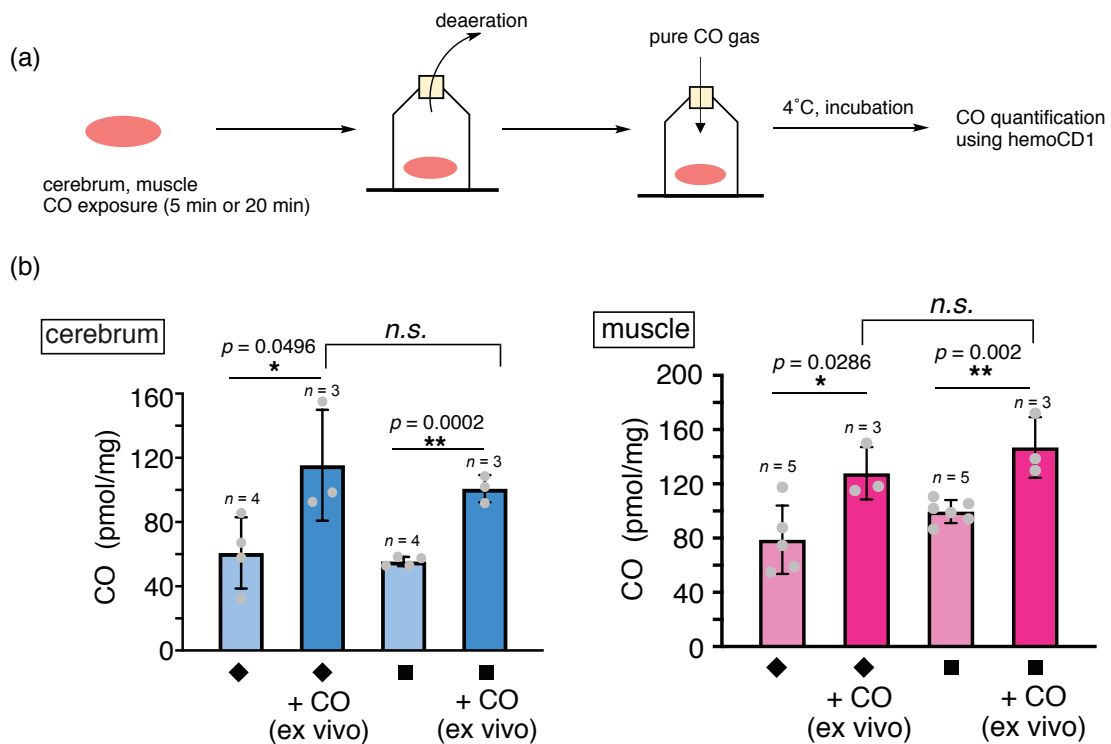 (a)
deaeration
pure CO gas
4°C, incubation
CO quantification
using hemoCD1
cerebrum, muscle
CO exposure (5 min or 20 min)
(b)
cerebrum
n.s.
p = 0.0496
*
n = 3
p = 0.0002
**
n = 3
n = 4
n = 4
CO (pmol/mg)
160
120
80
40
0
◆
◆
■
■
+ CO
(ex vivo)
+ CO
(ex vivo)
muscle
n.s.
p = 0.0286
*
p = 0.002
**
n = 3
n = 3
n = 5
n = 5
CO (pmol/mg)
200
160
120
80
40
0
◆
◆
■
■
+ CO
(ex vivo)
+ CO
(ex vivo)